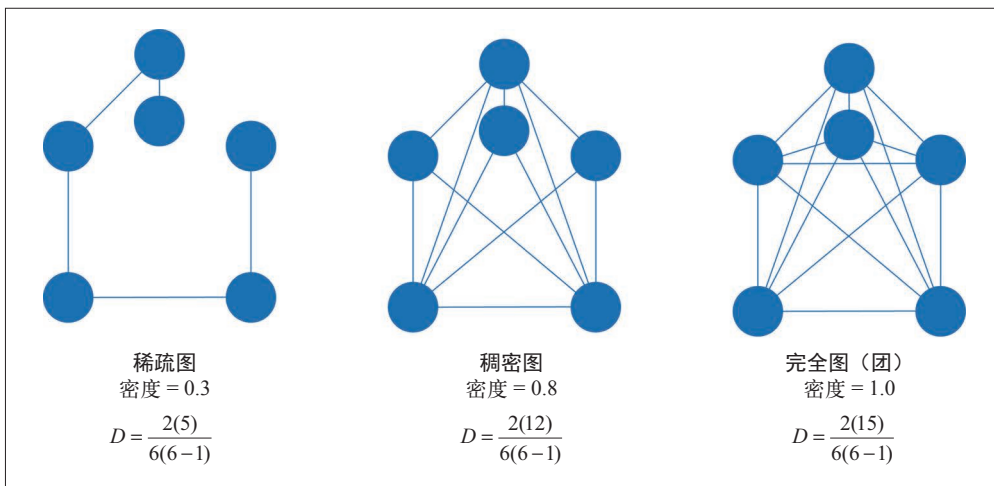 稀疏图
密度 = 0.3
D = 2(5) / 6(6−1)
稠密图
密度 = 0.8
D = 2(12) / 6(6−1)
完全图（团）
密度 = 1.0
D = 2(15) / 6(6−1)